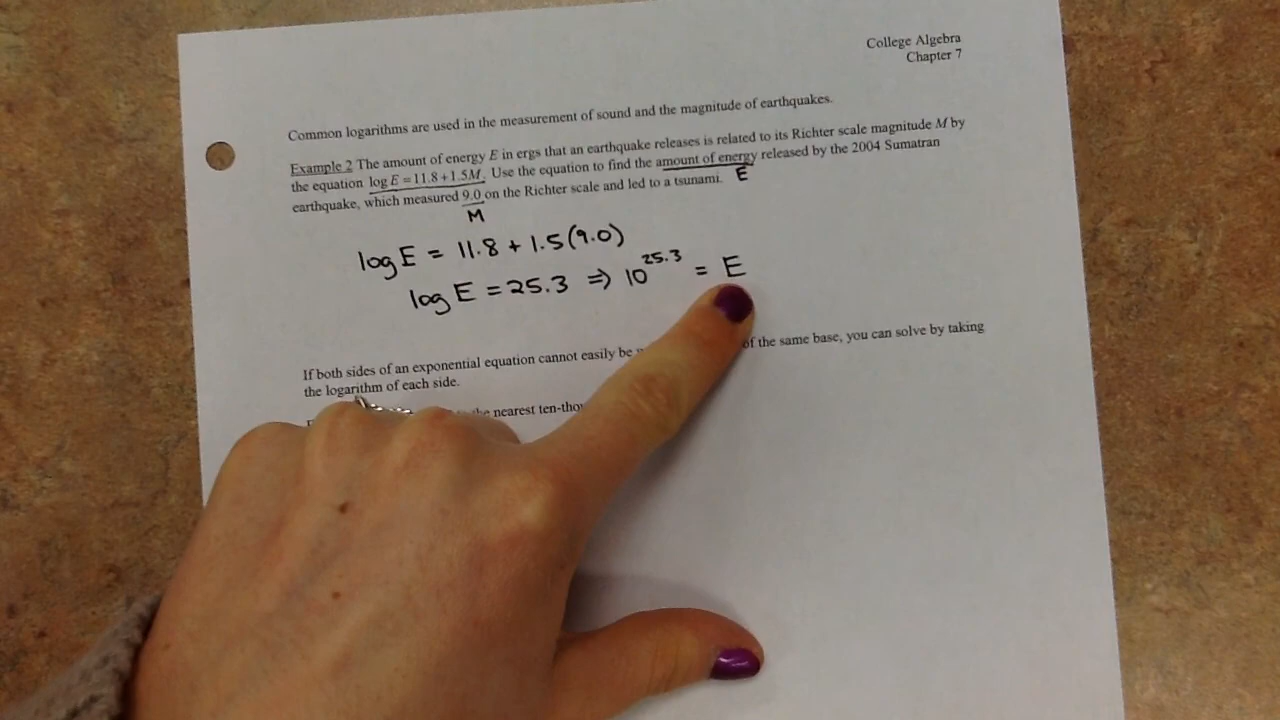 College Algebra
Chapter 7
Common logarithms are used in the measurement of sound and the magnitude of earthquakes.
Example 2 The amount of energy E in ergs that an earthquake releases is related to its Richter scale magnitude M by
the equation log E = 11.8 + 1.5M. Use the equation to find the amount of energy released by the 2004 Sumatran
E
earthquake, which measured 9.0 on the Richter scale and led to a tsunami.
M
log E = 11.8 + 1.5(9.0)
log E = 25.3 ⇒ 10^25.3 = E
If both sides of an exponential equation cannot easily be of the same base, you can solve by taking
the logarithm of each side.
the nearest